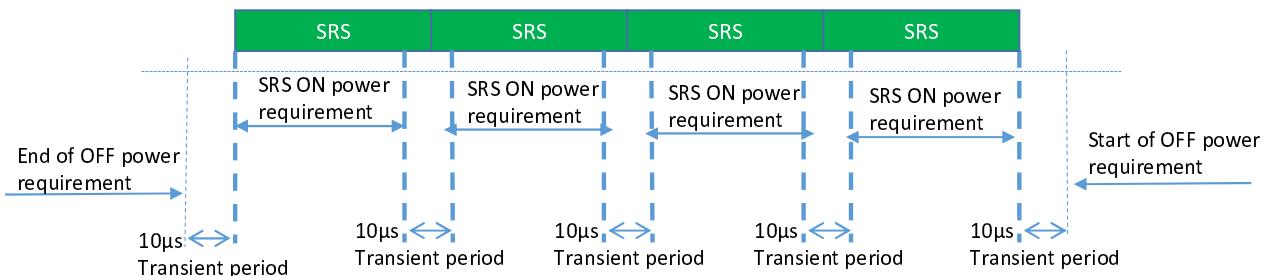 SRS SRS SRS SRS
SRS ON power
requirement
SRS ON power
requirement
SRS ON power
requirement
SRS ON power
requirement
End of OFF power
requirement
Start of OFF power
requirement
10µs
Transient period
10µs
Transient period
10µs
Transient period
10µs
Transient period
10µs
Transient period